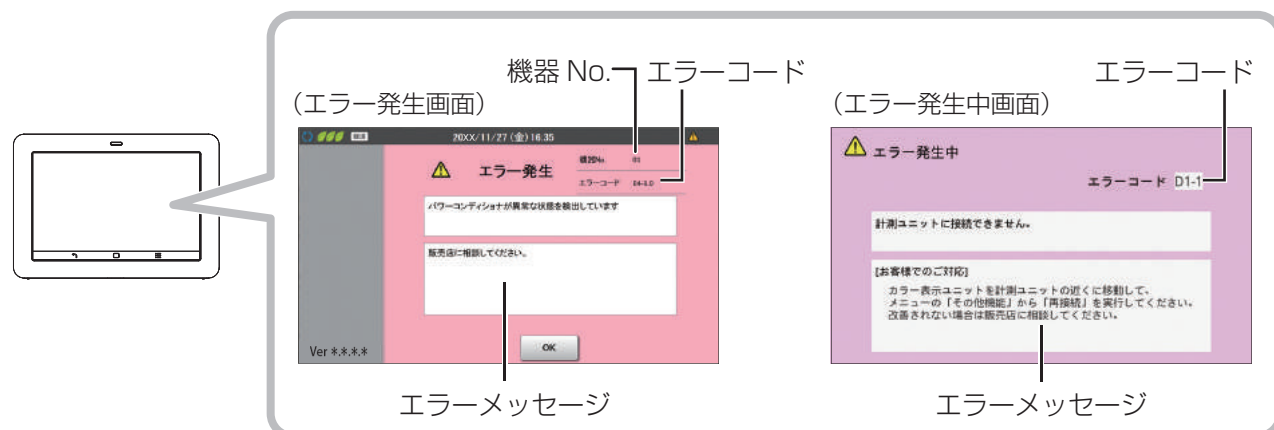 機器 No.
エラーコード
エラーコード
(エラー発生画面)
(エラー発生中画面)
20XX/11/27 (金) 16:35
エラー発生
機器No. 01
エラーコード
パワーコンディショナが異常な状態を検出しています
販売店に相談してください。
OK
Ver *.*.*.*
エラー発生中
エラーコード D1-1
計測ユニットに接続できません。
[お客様でのご対応]
カラー表示ユニットを計測ユニットの近くに移動して、
メニューの「その他機能」から「再接続」を実行してください。
改善されない場合は販売店に相談してください。
エラーメッセージ
エラーメッセージ